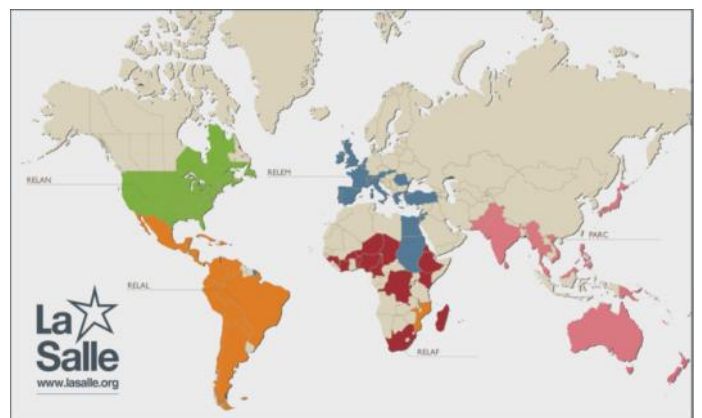 RELAN
RELEM
PARC
RELAL
RELAF
La
Salle
www.lasalle.org